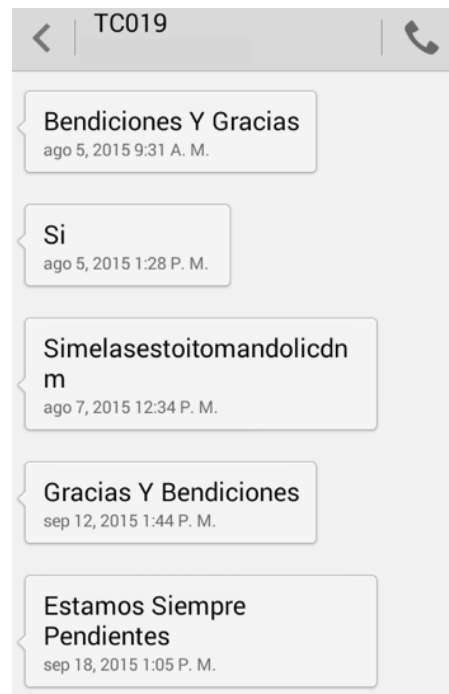 TC019
Bendiciones Y Gracias
ago 5, 2015 9:31 A. M.
Si
ago 5, 2015 1:28 P. M.
Simelasestoitomandolicdn
m
ago 7, 2015 12:34 P. M.
Gracias Y Bendiciones
sep 12, 2015 1:44 P. M.
Estamos Siempre
Pendientes
sep 18, 2015 1:05 P. M.